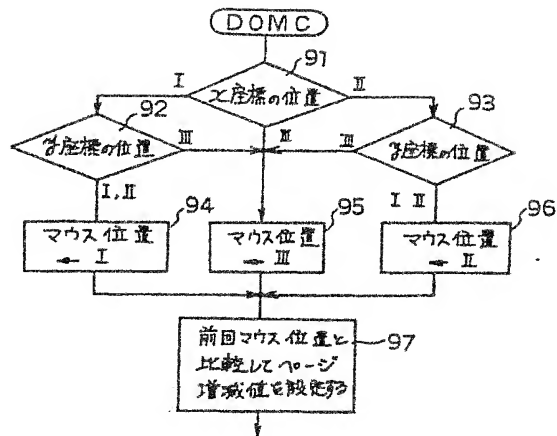 DOMC
91
x座標の位置
I
II
III
92
y座標の位置
III
I,II
93
y座標の位置
III
I II
94
マウス位置
← I
95
マウス位置
← III
96
マウス位置
← II
97
前回マウス位置と
比較してページ
増減値を設定する